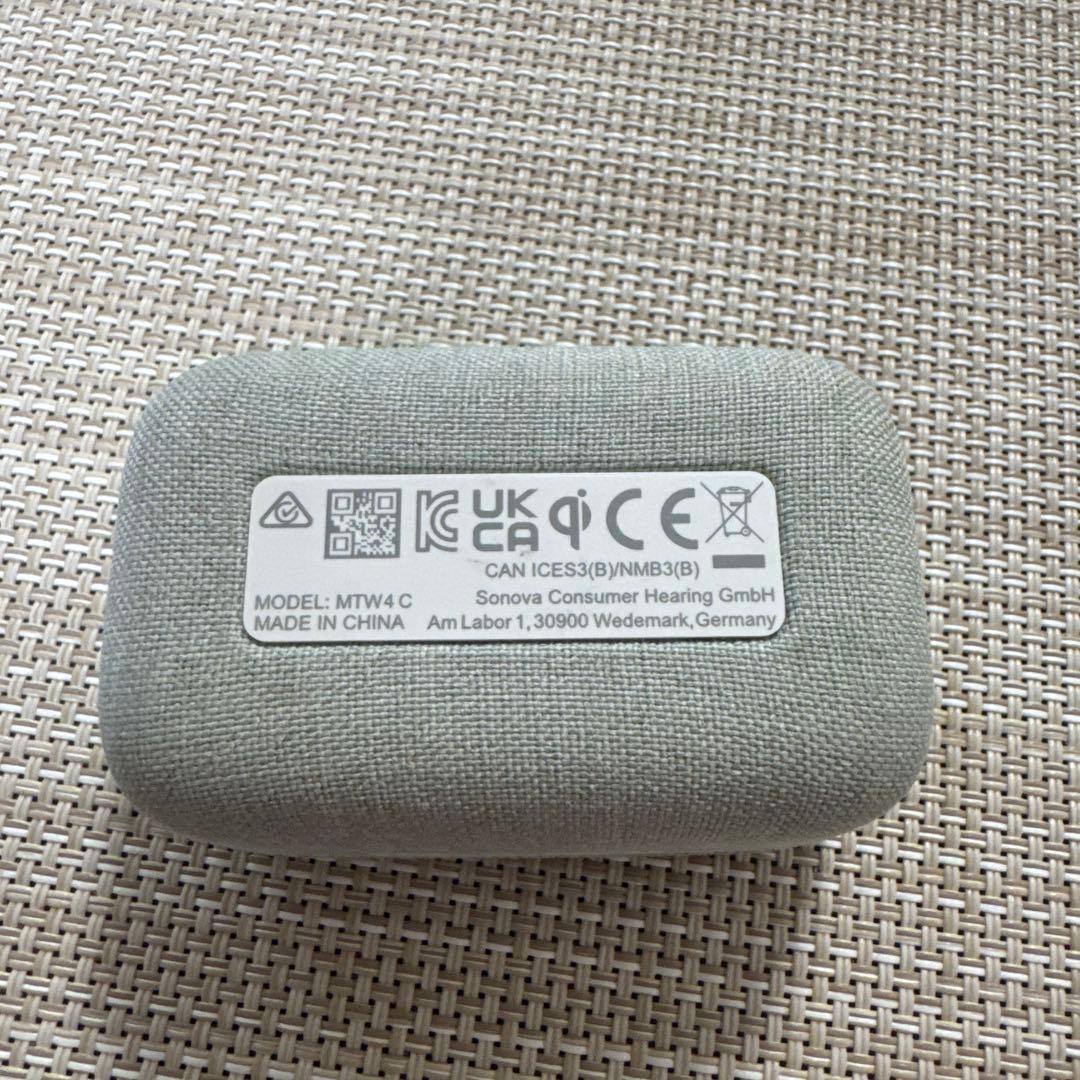 UK
CA
CE
CAN ICES3(B)/NMB3(B)
MODEL: MTW4 C
Sonova Consumer Hearing GmbH
MADE IN CHINA
Am Labor 1, 30900 Wedemark, Germany